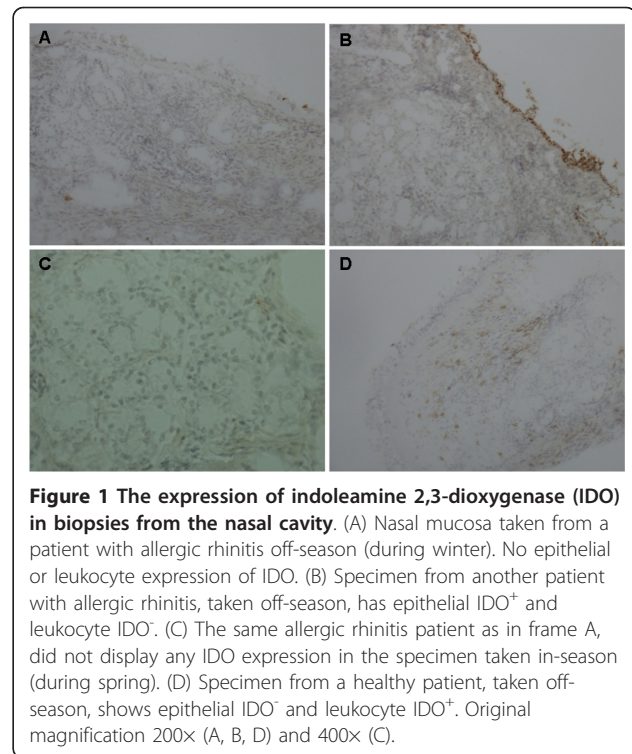 A
B
C
D
Figure 1 The expression of indoleamine 2,3-dioxygenase (IDO)
in biopsies from the nasal cavity. (A) Nasal mucosa taken from a
patient with allergic rhinitis off-season (during winter). No epithelial
or leukocyte expression of IDO. (B) Specimen from another patient
with allergic rhinitis, taken off-season, has epithelial IDO⁺ and
leukocyte IDO⁻. (C) The same allergic rhinitis patient as in frame A,
did not display any IDO expression in the specimen taken in-season
(during spring). (D) Specimen from a healthy patient, taken off-
season, shows epithelial IDO⁻ and leukocyte IDO⁺. Original
magnification 200× (A, B, D) and 400× (C).